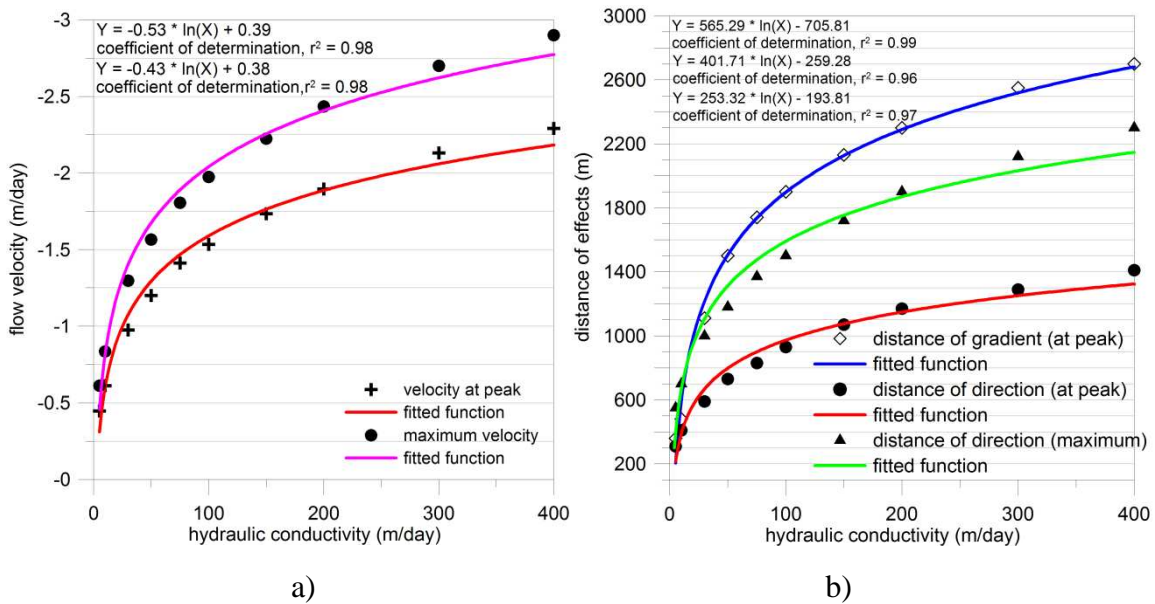 Y = -0.53 * ln(X) + 0.39
coefficient of determination, r² = 0.98
Y = -0.43 * ln(X) + 0.38
coefficient of determination,r² = 0.98
-3
-2.5
-2
-1.5
-1
-0.5
-0
flow velocity (m/day)
velocity at peak
fitted function
maximum velocity
fitted function
0
100
200
300
400
hydraulic conductivity (m/day)
a)
Y = 565.29 * ln(X) - 705.81
coefficient of determination, r² = 0.99
Y = 401.71 * ln(X) - 259.28
coefficient of determination, r² = 0.96
Y = 253.32 * ln(X) - 193.81
coefficient of determination, r² = 0.97
3000
2600
2200
1800
1400
1000
600
200
distance of effects (m)
distance of gradient (at peak)
fitted function
distance of direction (at peak)
fitted function
distance of direction (maximum)
fitted function
0
100
200
300
400
hydraulic conductivity (m/day)
b)